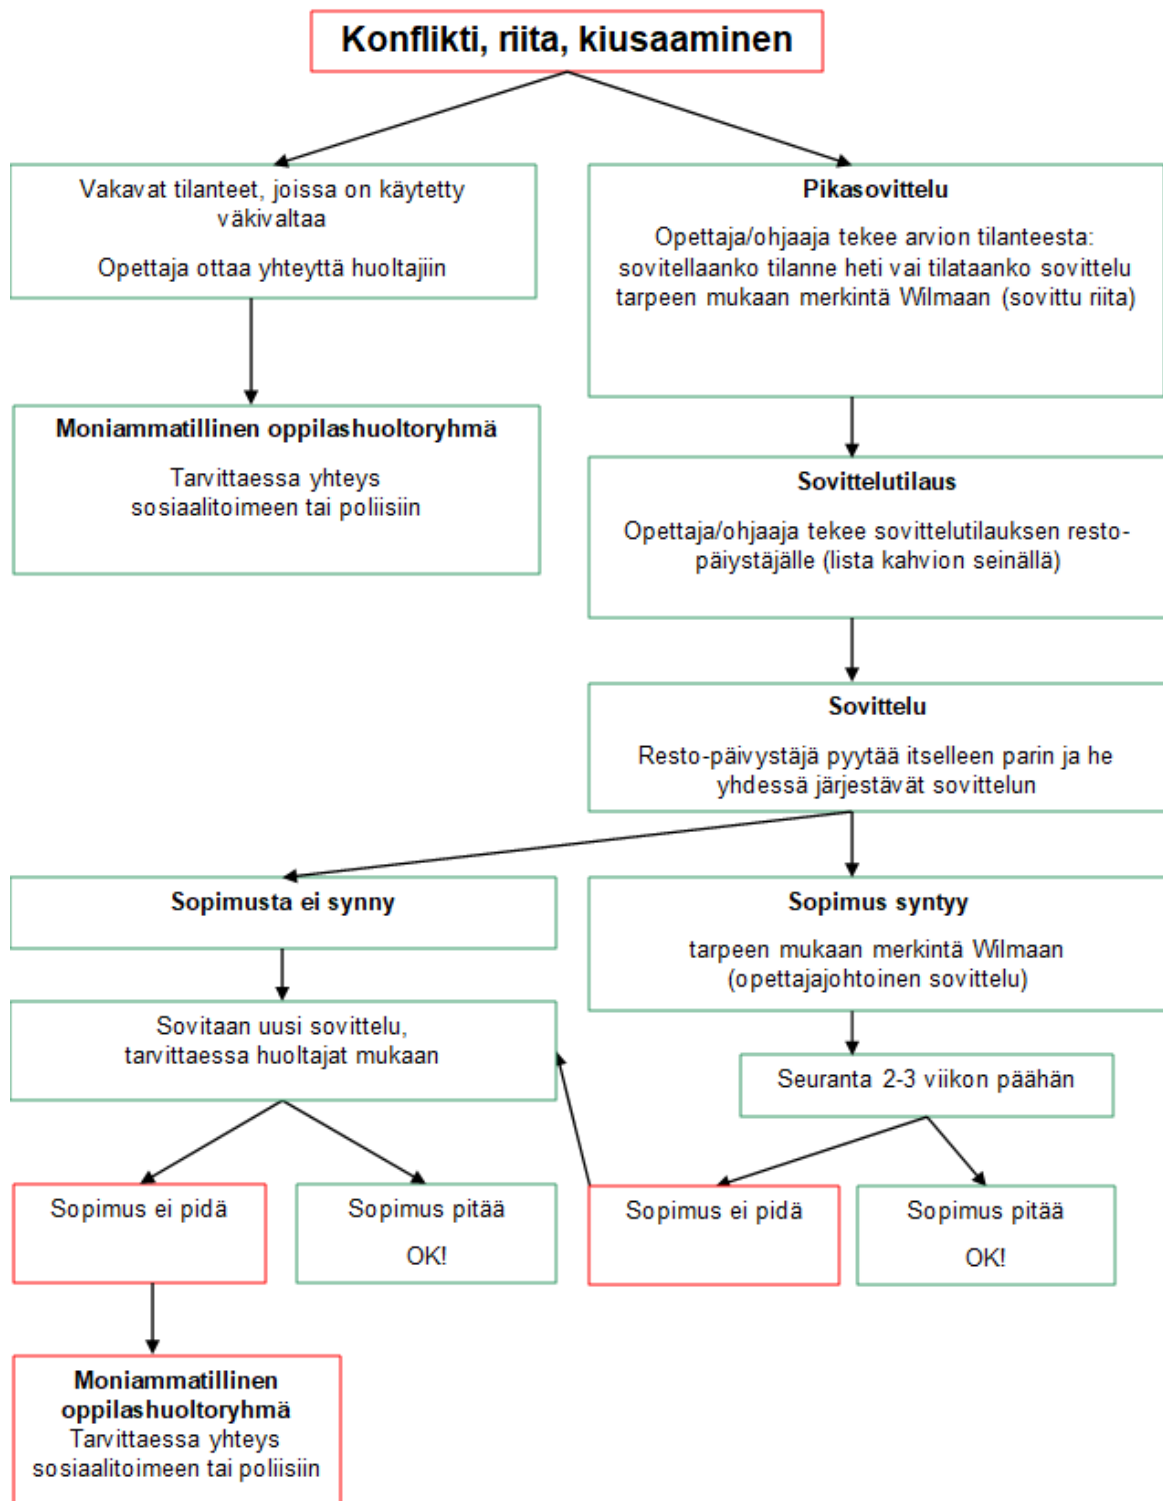 Konflikti, riita, kiusaaminen
Vakavat tilanteet, joissa on käytetty
väkivaltaa
Opettaja ottaa yhteyttä huoltajiin
Pikasovittelu
Opettaja/ohjaaja tekee arvion tilanteesta:
sovitellaanko tilanne heti vai tilataanko sovittelu
tarpeen mukaan merkintä Wilmaan (sovittu riita)
Moniammatillinen oppilashuoltoryhmä
Tarvittaessa yhteys
sosiaalitoimeen tai poliisiin
Sovittelutilaus
Opettaja/ohjaaja tekee sovittelutilauksen resto-
päiystäjälle (lista kahvion seinällä)
Sovittelu
Resto-päivystäjä pyytää itselleen parin ja he
yhdessä järjestävät sovittelun
Sopimusta ei synny
Sopimus syntyy
tarpeen mukaan merkintä Wilmaan
(opettajajohtoinen sovittelu)
Sovitaan uusi sovittelu,
tarvittaessa huoltajat mukaan
Seuranta 2-3 viikon päähän
Sopimus ei pidä
Sopimus pitää
OK!
Sopimus ei pidä
Sopimus pitää
OK!
Moniammatillinen
oppilashuoltoryhmä
Tarvittaessa yhteys
sosiaalitoimeen tai poliisiin